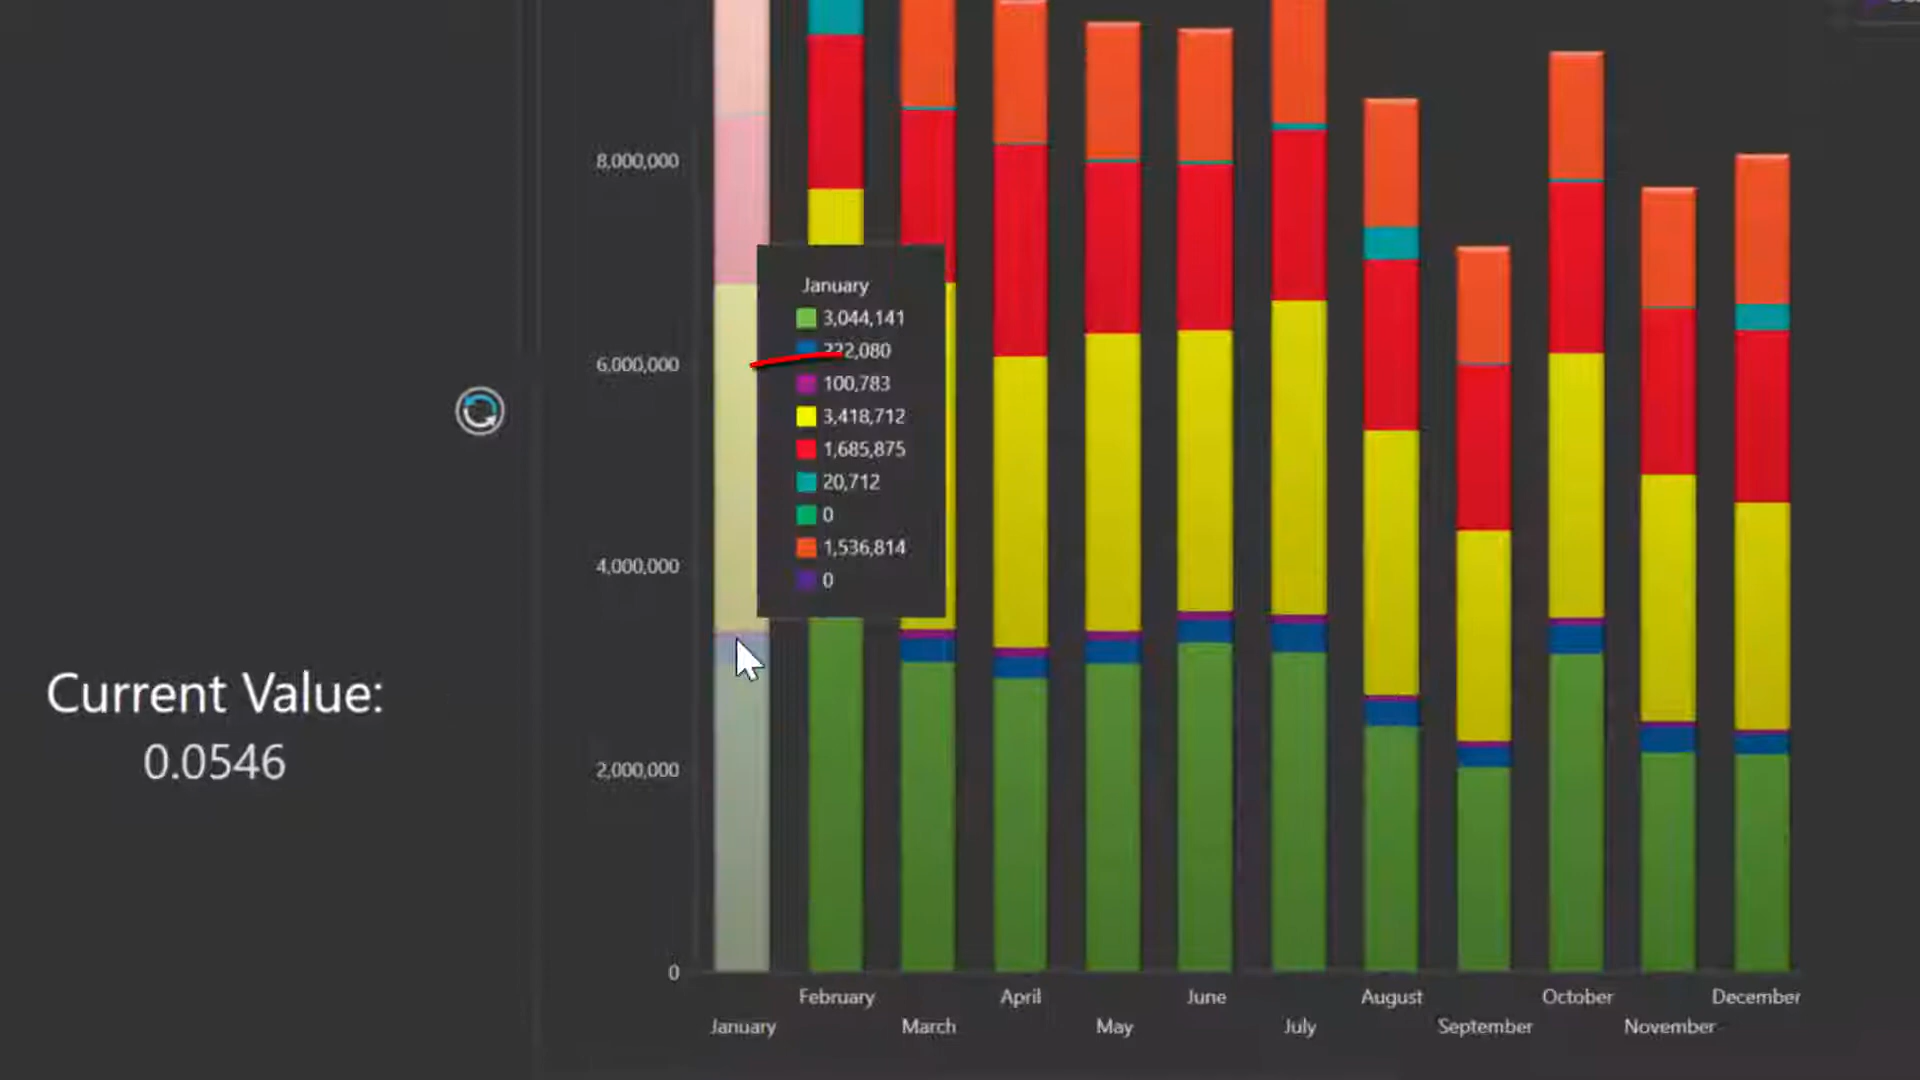 8,000,000
6,000,000
4,000,000
2,000,000
0
January
3,044,141
222,080
100,783
3,418,712
1,685,875
20,712
0
1,536,814
0
Current Value:
0.0546
February
April
June
August
October
December
January
March
May
July
September
November